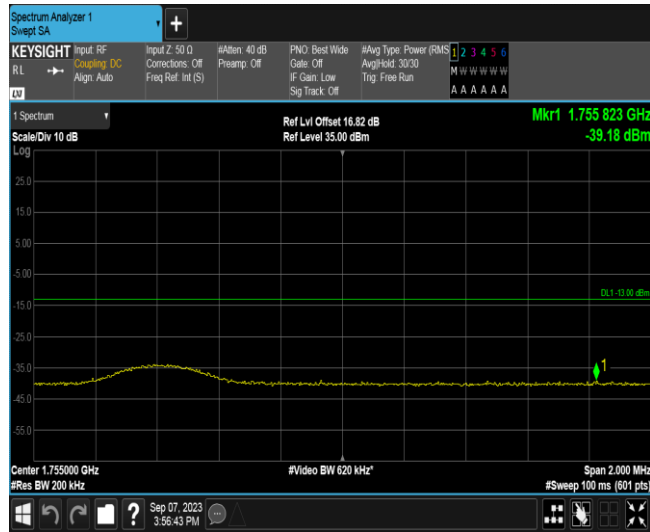 Spectrum Analyzer 1
Swept SA
+
KEYSIGHT
RL
LXI
Input: RF
Coupling: DC
Align: Auto
Input Z: 50 Ω
Corrections: Off
Freq Ref: Int (S)
#Atten: 40 dB
Preamp: Off
PNO: Best Wide
Gate: Off
IF Gain: Low
Sig Track: Off
#Avg Type: Power (RMS
Avg|Hold: 30/30
Trig: Free Run
1 2 3 4 5 6
M W W W W W
A A A A A A
1 Spectrum
Scale/Div 10 dB
Log
Ref Lvl Offset 16.82 dB
Ref Level 35.00 dBm
Mkr1 1.755 823 GHz
-39.18 dBm
25.0
15.0
5.00
-5.00
DL1 -13.00 dBm
-15.0
-25.0
-35.0
1
-45.0
-55.0
Center 1.755000 GHz
#Res BW 200 kHz
#Video BW 620 kHz*
Span 2.000 MHz
#Sweep 100 ms (601 pts)
?
Sep 07, 2023
3:56:43 PM